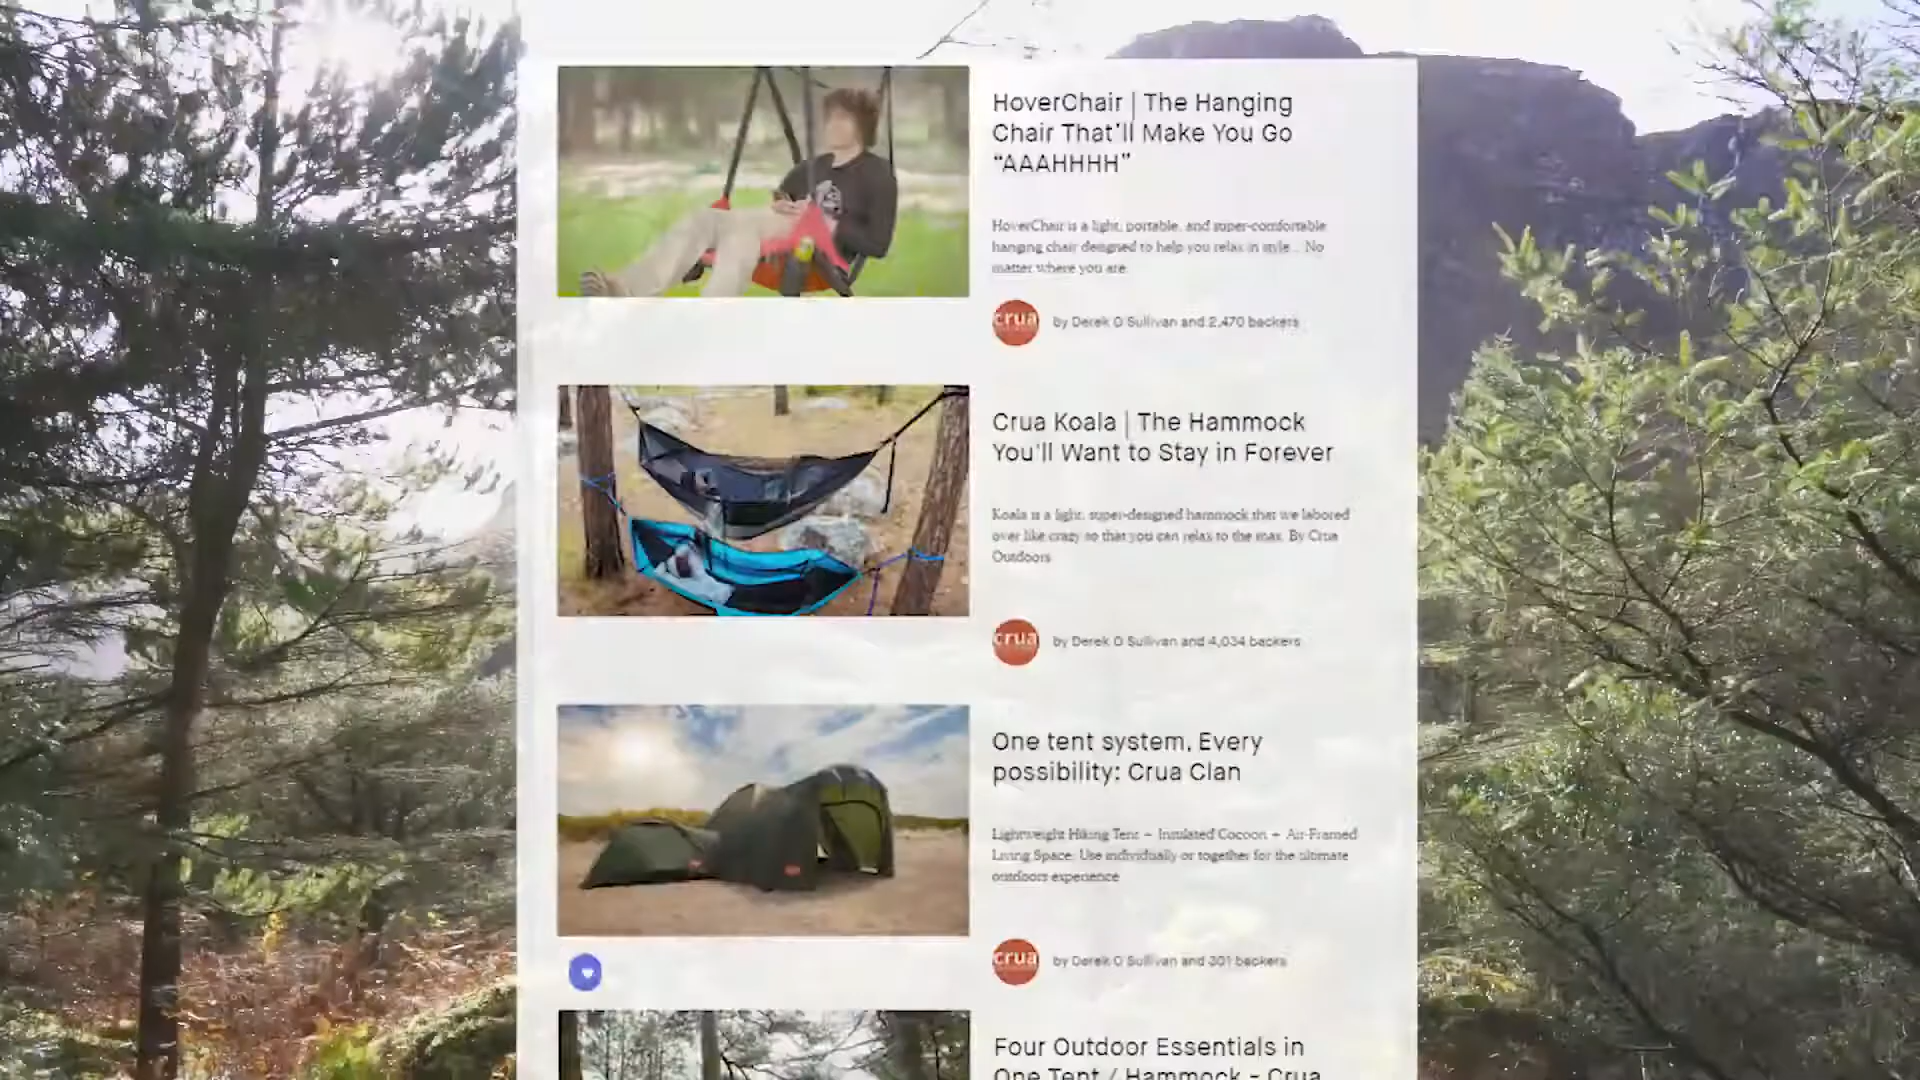 HoverChair | The Hanging
Chair That'll Make You Go
“AAAHHHH”
HoverChair is a light, portable, and super-comfortable
hanging chair designed to help you relax in style... No
matter where you are.
crua
by Derek O Sullivan and 2,470 backers
Crua Koala | The Hammock
You'll Want to Stay in Forever
Koala is a light, super-designed hammock that we labored
over like crazy so that you can relax to the max. By Crua
Outdoors
crua
by Derek O Sullivan and 4,034 backers
One tent system, Every
possibility: Crua Clan
Lightweight Hiking Tent + Insulated Cocoon + Air-Framed
Living Space. Use individually or together for the ultimate
outdoors experience
crua
by Derek O Sullivan and 301 backers
Four Outdoor Essentials in
One Tent / Hammock - Crua